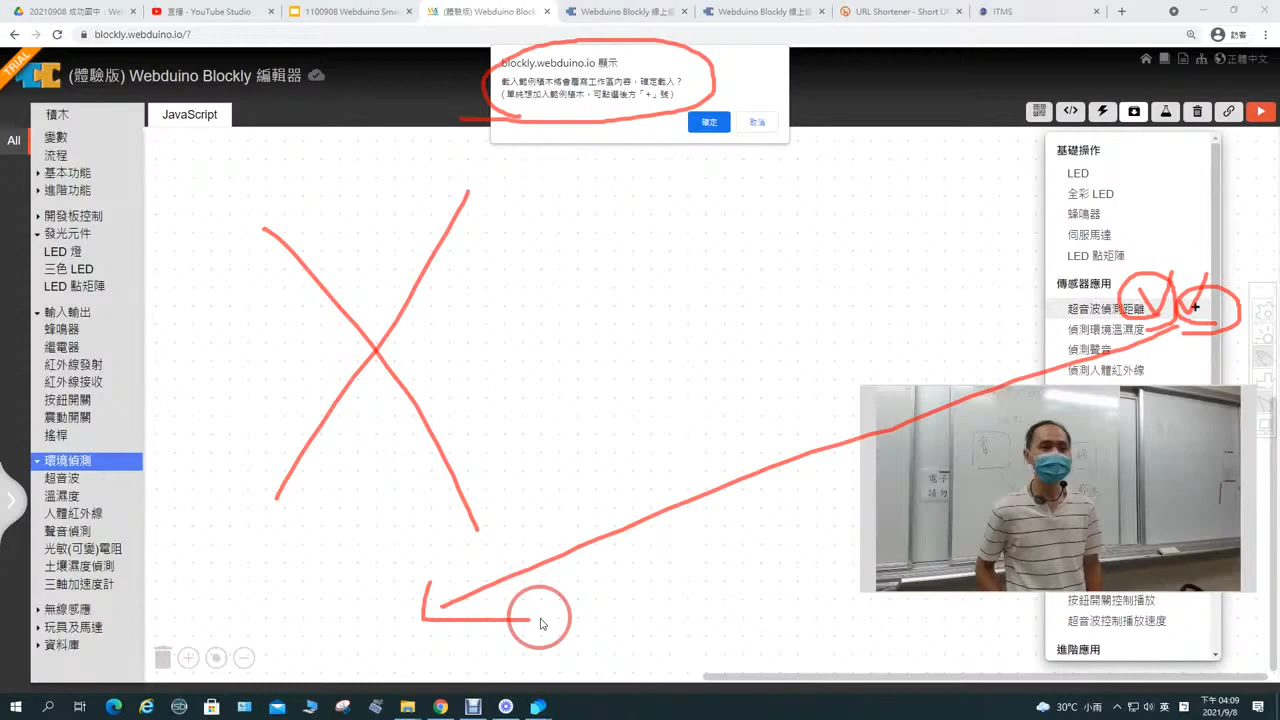 20210908 成功國中 : Web
直播 - YouTube Studio
1100908 Webduino Sma
(體驗版) Webduino Block
Webduino Blockly 線上編
Webduino Blockly 線上編
URL Shortener - Short UR
ITMS
blockly.webduino.io/?
訪客
TRIAL
(體驗版) Webduino Blockly 編輯器
正體中文
blockly.webduino.io 顯示
載入範例積木將會覆寫工作區內容，確定載入？
( 單純想加入範例積木，可點選後方「+」號 )
確定
取消
積木
JavaScript
All
變數
流程
基本功能
進階功能
開發板控制
發光元件
LED 燈
三色 LED
LED 點矩陣
輸入輸出
蜂鳴器
繼電器
紅外線發射
紅外線接收
按鈕開關
震動開關
搖桿
環境偵測
超音波
溫濕度
人體紅外線
聲音偵測
光敏(可變)電阻
土壤濕度偵測
三軸加速度計
無線感應
玩具及馬達
資料庫
基礎操作
LED
全彩 LED
蜂鳴器
伺服馬達
LED 點矩陣
傳感器應用
超音波偵測距離
偵測環境溫濕度
偵測聲音
偵測人體紅外線
按鈕開關控制播放
超音波控制播放速度
進階應用
30°C 小雨
英
下午 04:09
2021/9/8